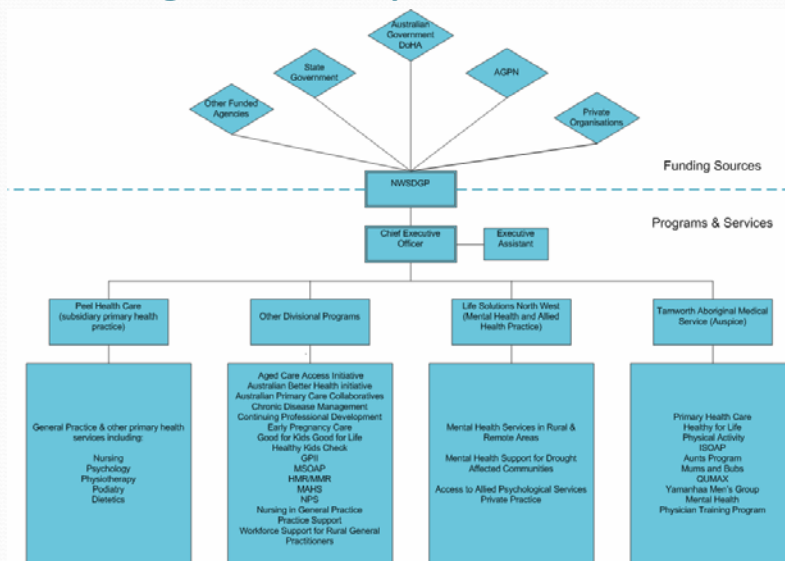 Australian
Government
DoHA
State
Government
AGPN
Other Funded
Agencies
Private
Organisations
Funding Sources
NWSDGP
Programs & Services
Chief Executive
Officer
Executive
Assistant
Peel Health Care
(subsidiary primary health
practice)
Other Divisional Programs
Life Solutions North West
(Mental Health and Allied
Health Practice)
Tamworth Aboriginal Medical
Service (Auspice)
General Practice & other primary health
services including:
Nursing
Psychology
Physiotherapy
Podiatry
Dietetics
Aged Care Access Initiative
Australian Better Health initiative
Australian Primary Care Collaboratives
Chronic Disease Management
Continuing Professional Development
Early Pregnancy Care
Good for Kids Good for Life
Healthy Kids Check
GPII
MSOAP
HMR/MMR
MAHS
NPS
Nursing in General Practice
Practice Support
Workforce Support for Rural General
Practitioners
Mental Health Services in Rural &
Remote Areas
Mental Health Support for Drought
Affected Communities
Access to Allied Psychological Services
Private Practice
Primary Health Care
Healthy for Life
Physical Activity
ISOAP
Aunts Program
Mums and Bubs
QUMAX
Yamanhaa Men's Group
Mental Health
Physician Training Program